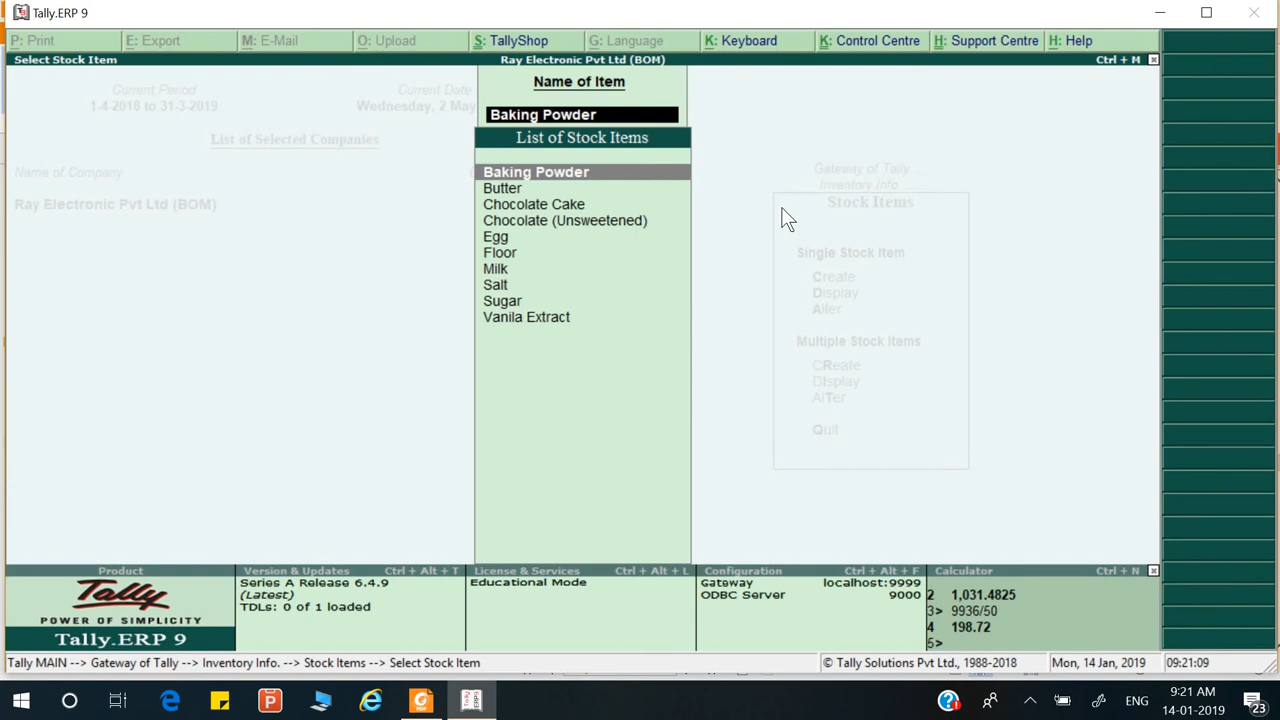 Tally.ERP 9
P: Print
E: Export
M: E-Mail
O: Upload
S: TallyShop
G: Language
K: Keyboard
K: Control Centre
H: Support Centre
H: Help
Select Stock Item
Ray Electronic Pvt Ltd (BOM)
Ctrl + M
Current Period
1-4-2018 to 31-3-2019
Current Date
Wednesday, 2 May
List of Selected Companies
Name of Company
Ray Electronic Pvt Ltd (BOM)
Name of Item
Baking Powder
List of Stock Items
Baking Powder
Butter
Chocolate Cake
Chocolate (Unsweetened)
Egg
Floor
Milk
Salt
Sugar
Vanila Extract
Gateway of Tally ...
Inventory Info. ...
Stock Items
Single Stock Item
Create
Display
Alter
Multiple Stock Items
CReate
DIsplay
AlTer
Quit
Product
Tally
POWER OF SIMPLICITY
Tally.ERP 9
Version & Updates Ctrl + Alt + T
Series A Release 6.4.9
(Latest)
TDLs: 0 of 1 loaded
License & Services Ctrl + Alt + L
Educational Mode
Configuration Ctrl + Alt + F
Gateway localhost:9999
ODBC Server 9000
Calculator Ctrl + N
2 1,031.4825
3> 9936/50
4 198.72
5>
Tally MAIN --> Gateway of Tally --> Inventory Info. --> Stock Items --> Select Stock Item
© Tally Solutions Pvt Ltd., 1988-2018
Mon, 14 Jan, 2019
09:21:09
ENG
9:21 AM
14-01-2019
23